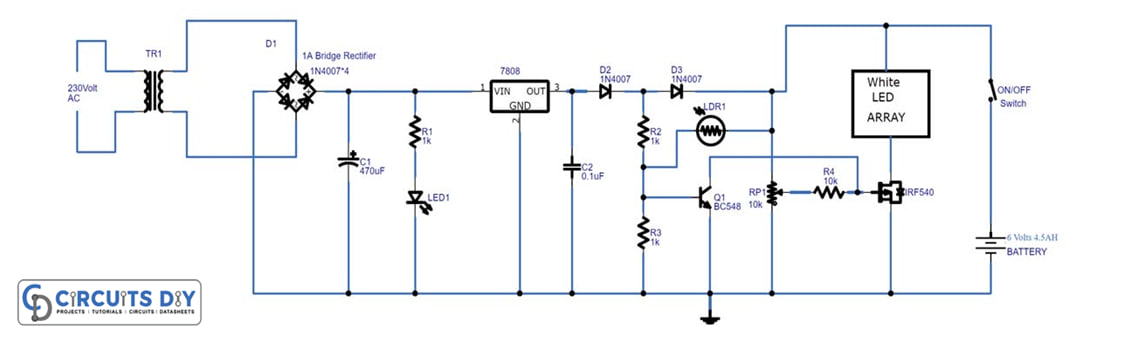 TR1
230Volt
AC
D1
1A Bridge Rectifier
1N4007*4
C1
470uF
R1
1k
LED1
7808
1
VIN
OUT
3
GND
2
C2
0.1uF
D2
1N4007
D3
1N4007
LDR1
R2
1k
R3
1k
Q1
BC548
RP1
10k
R4
10k
IRF540
White
LED
ARRAY
ON/OFF
Switch
6 Volts 4.5AH
BATTERY
CD CiRCUiTS DiY
PROJECTS | TUTORIALS | CIRCUITS | DATASHEETS